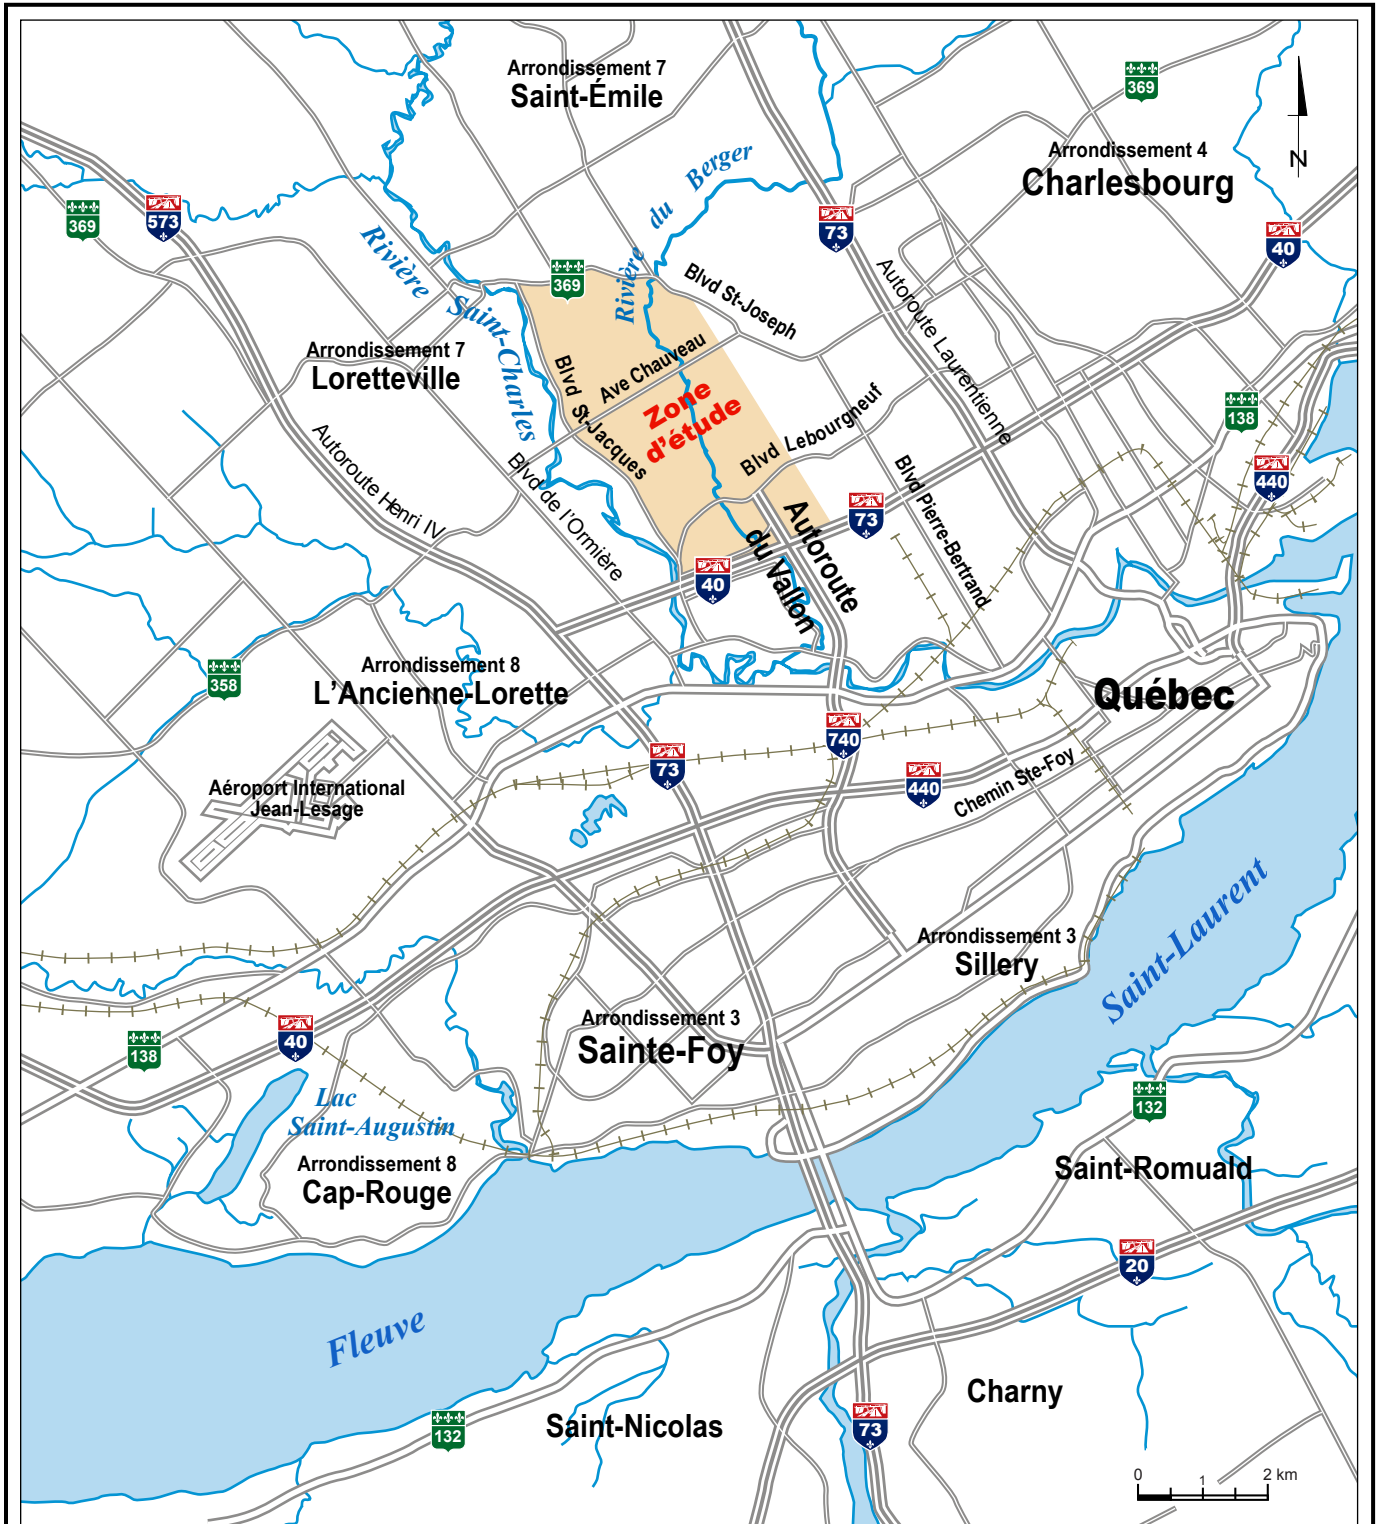 Arrondissement 7
Saint-Émile
369
Arrondissement 4
Charlesbourg
N
369
573
73
40
Rivière du Berger
Rivière Saint-Charles
369
Blvd St-Joseph
Autoroute Laurentienne
Arrondissement 7
Loretteville
Blvd St-Jacques
Ave Chauveau
Zone
d'étude
Blvd Lebourgneuf
138
440
Autoroute Henri IV
Blvd de l'Ormière
Blvd Pierre-Bertrand
73
Autoroute
du Vallon
40
358
Arrondissement 8
L'Ancienne-Lorette
Québec
740
73
440
Chemin Ste-Foy
Aéroport International
Jean-Lesage
Arrondissement 3
Sillery
Saint-Laurent
Arrondissement 3
Sainte-Foy
138
40
Lac
Saint-Augustin
132
Arrondissement 8
Cap-Rouge
Saint-Romuald
20
Fleuve
Charny
Saint-Nicolas
132
73
0 1 2 km